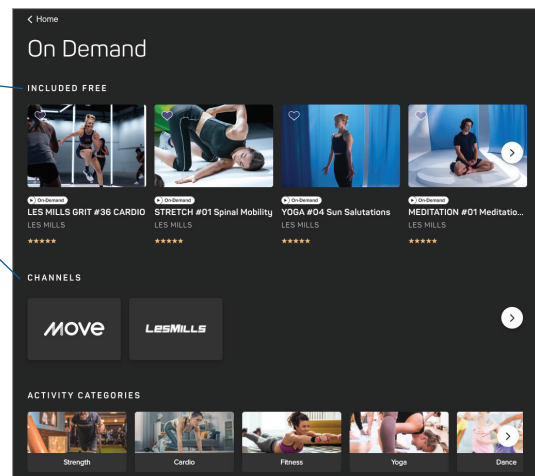 Home
On Demand
INCLUDED FREE
On-Demand
On-Demand
On-Demand
On-Demand
LES MILLS GRIT #36 CARDIO
STRETCH #01 Spinal Mobility
YOGA #04 Sun Salutations
MEDITATION #01 Meditatio...
LES MILLS
LES MILLS
LES MILLS
LES MILLS
CHANNELS
MOVE
LESMILLS
ACTIVITY CATEGORIES
Strength
Cardio
Fitness
Yoga
Dance